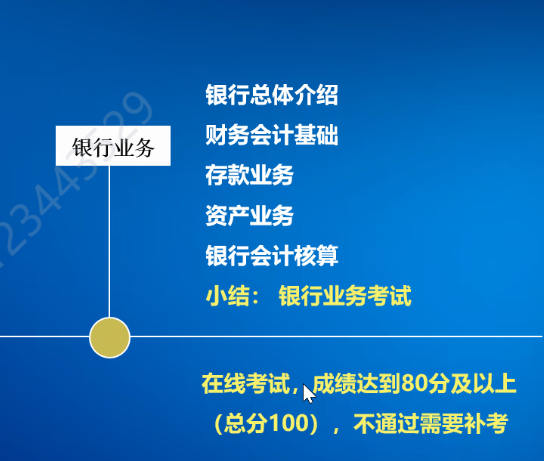 银行业务
银行总体介绍
财务会计基础
存款业务
资产业务
银行会计核算
小结： 银行业务考试
在线考试，成绩达到80分及以上
（总分100），不通过需要补考